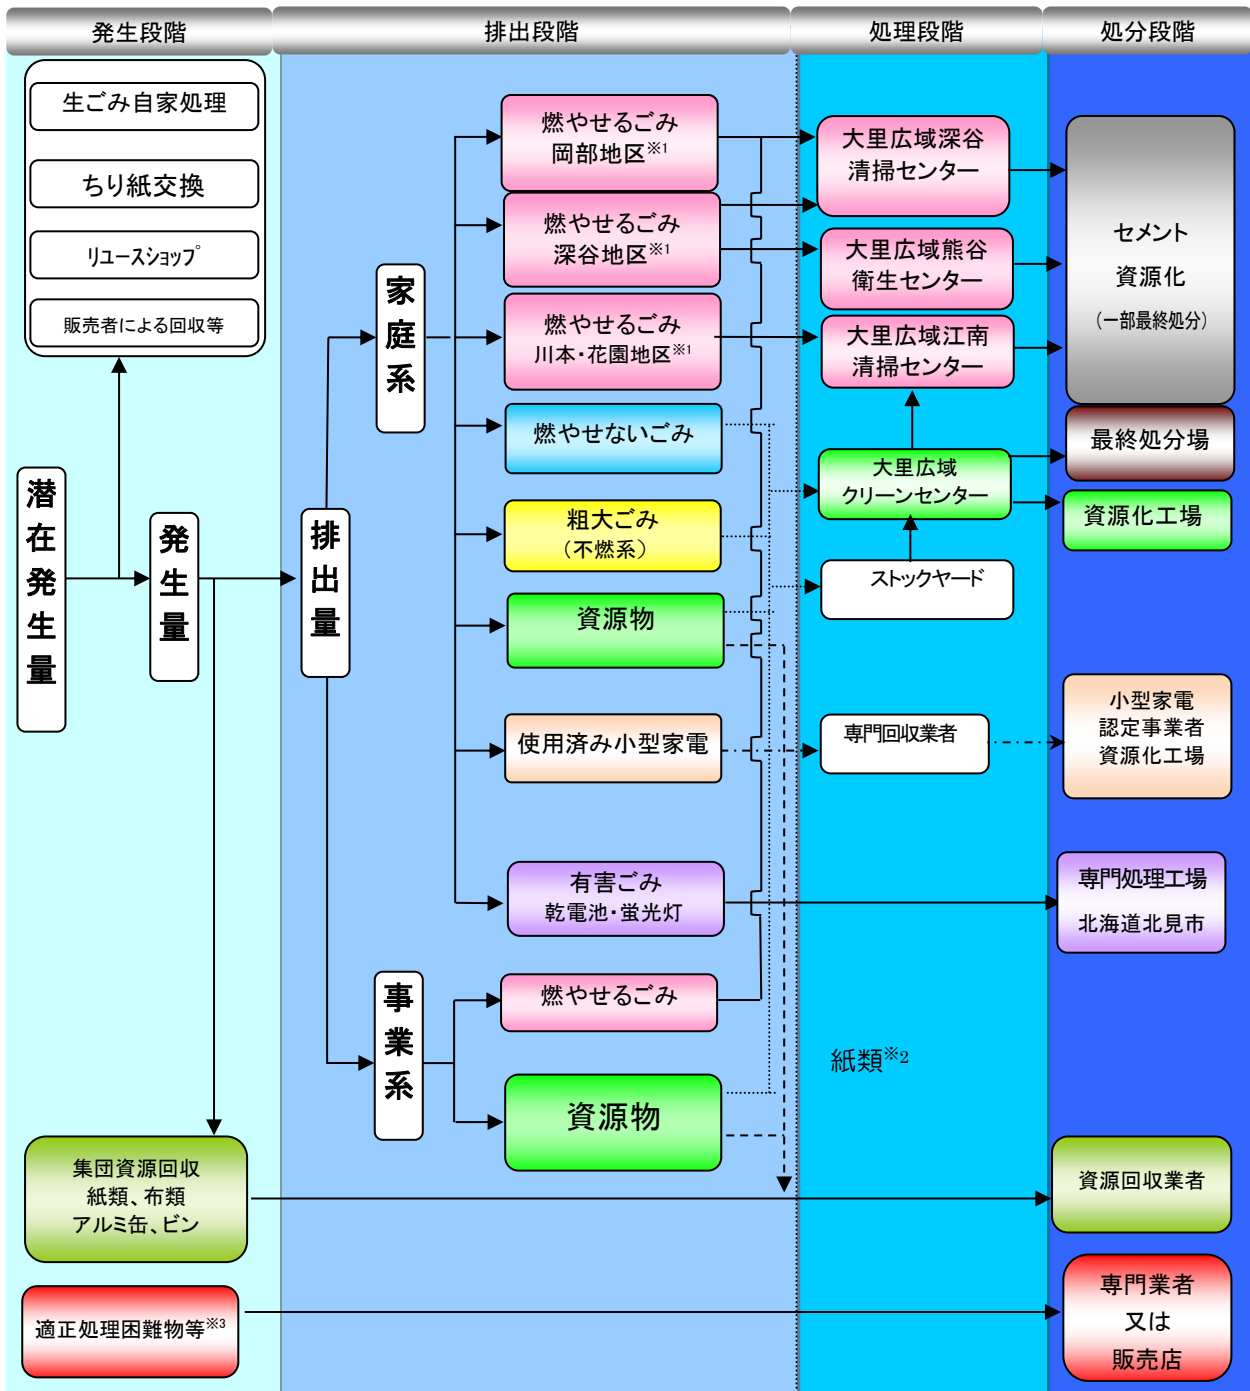 発生段階
排出段階
処理段階
処分段階
生ごみ自家処理
ちり紙交換
リユースショップ
販売者による回収等
潜在発生量
発生量
集団資源回収
紙類、布類
アルミ缶、ビン
適正処理困難物等※3
排出量
家庭系
事業系
燃やせるごみ
岡部地区※1
燃やせるごみ
深谷地区※1
燃やせるごみ
川本・花園地区※1
燃やせないごみ
粗大ごみ
（不燃系）
資源物
使用済み小型家電
有害ごみ
乾電池・蛍光灯
燃やせるごみ
資源物
大里広域深谷
清掃センター
大里広域熊谷
衛生センター
大里広域江南
清掃センター
大里広域
クリーンセンター
ストックヤード
専門回収業者
紙類※2
セメント
資源化
（一部最終処分）
最終処分場
資源化工場
小型家電
認定事業者
資源化工場
専門処理工場
北海道北見市
資源回収業者
専門業者
又は
販売店